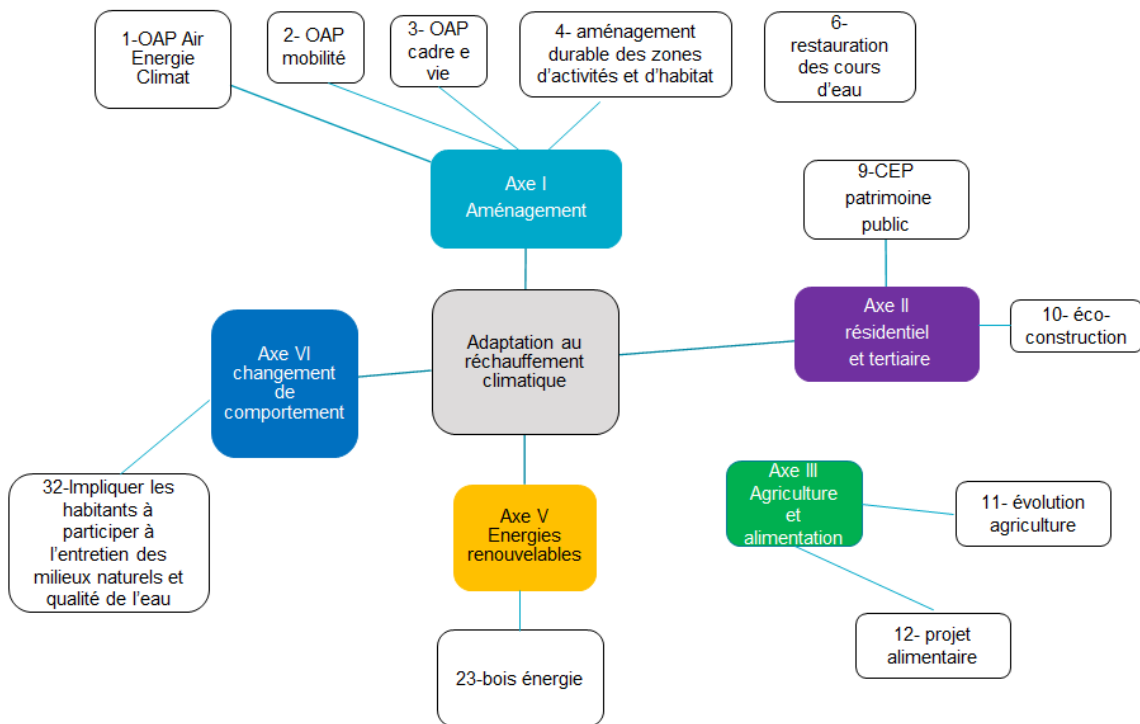 1-OAP Air
Energie
Climat
2- OAP
mobilité
3- OAP
cadre e
vie
4- aménagement
durable des zones
d'activités et d'habitat
6-
restauration
des cours
d'eau
Axe I
Aménagement
9-CEP
patrimoine
public
Axe II
résidentiel
et tertiaire
10- éco-
construction
Adaptation au
réchauffement
climatique
Axe VI
changement
de
comportement
32-Impliquer les
habitants à
participer à
l'entretien des
milieux naturels et
qualité de l'eau
Axe V
Energies
renouvelables
23-bois énergie
Axe III
Agriculture
et
alimentation
11- évolution
agriculture
12- projet
alimentaire